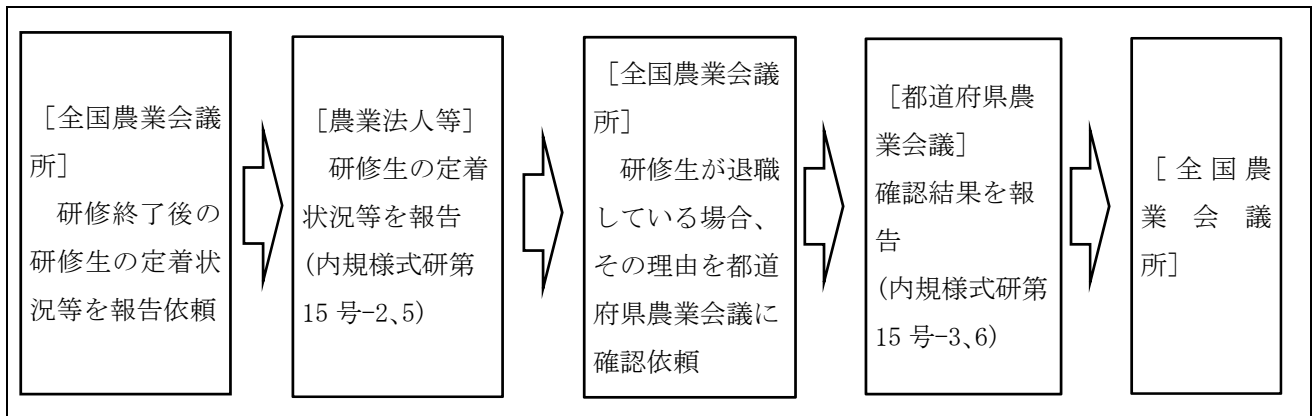 ［全国農業会議
所］
研修終了後の
研修生の定着状
況等を報告依頼
［農業法人等］
研修生の定着
状況等を報告
(内規様式研第
15 号-2、5)
［全国農業会議
所］
研修生が退職
している場合、
その理由を都道
府県農業会議に
確認依頼
［都道府県農
業会議］
確認結果を報
告
(内規様式研第
15 号-3、6)
［全国農
業会議
所］